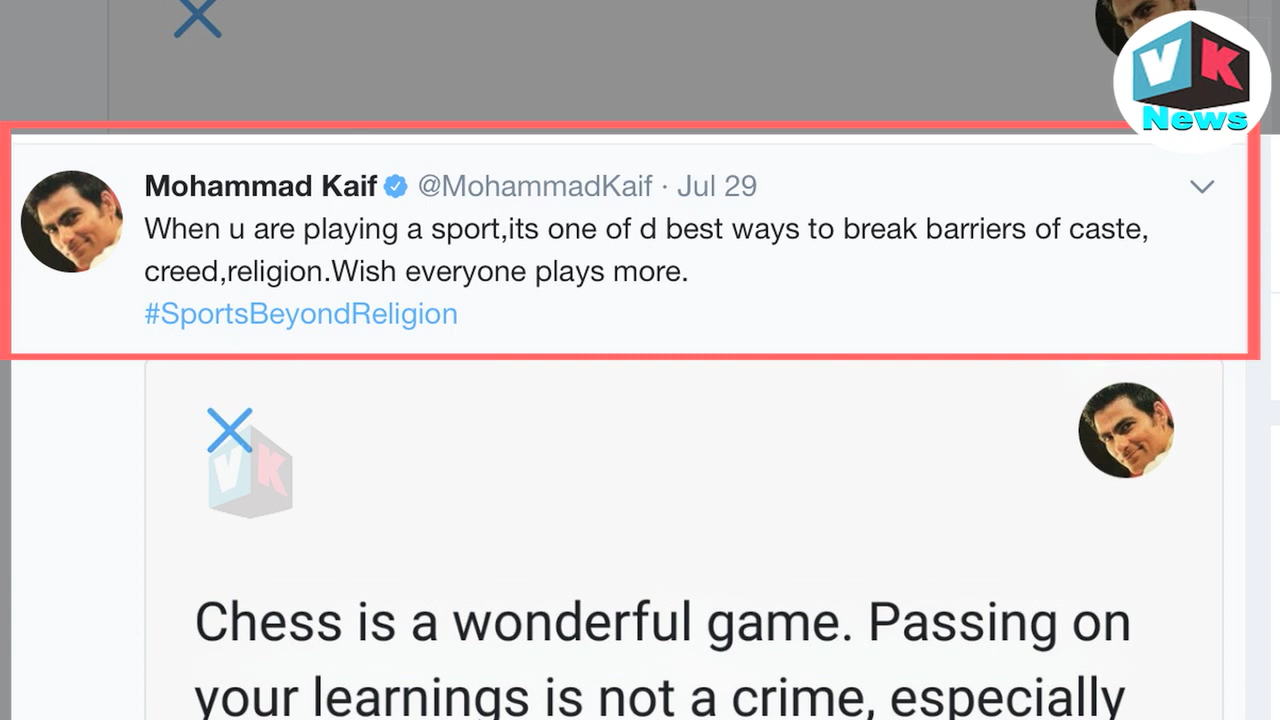 VK
News
Mohammad Kaif @MohammadKaif · Jul 29
When u are playing a sport,its one of d best ways to break barriers of caste,
creed,religion.Wish everyone plays more.
#SportsBeyondReligion
VK
Chess is a wonderful game. Passing on
your learnings is not a crime, especially